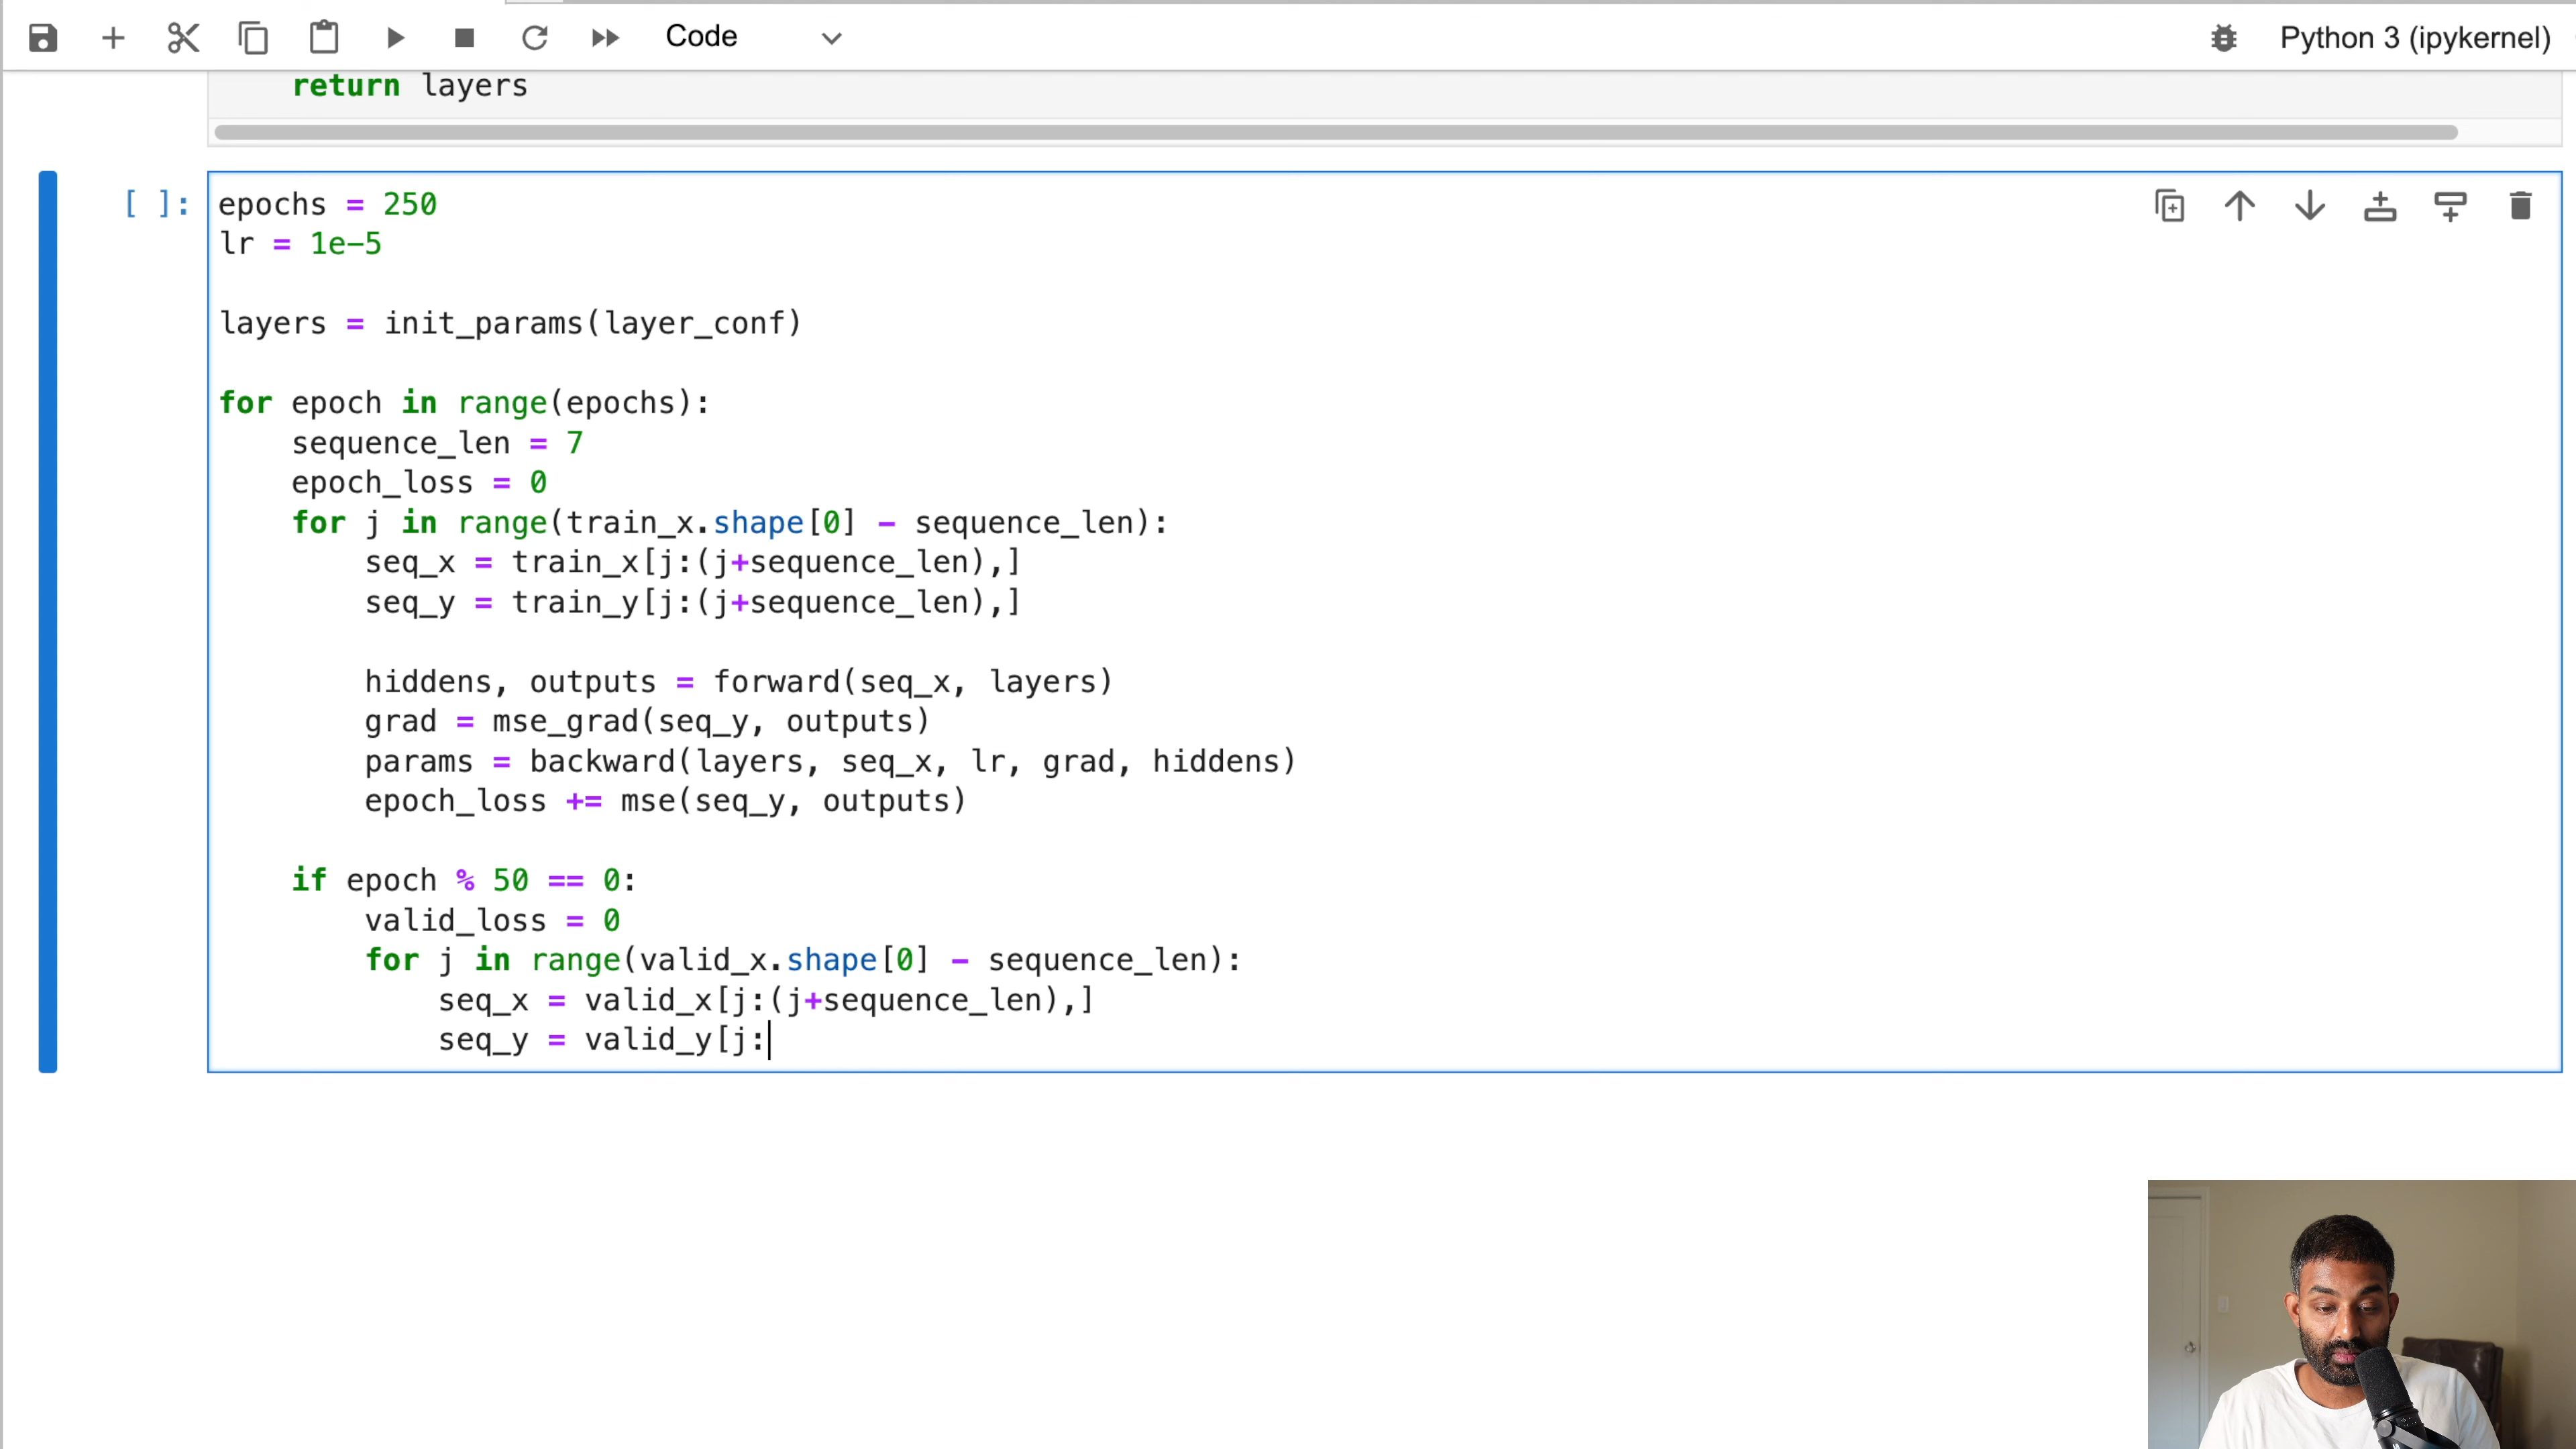 Code
Python 3 (ipykernel)
    return layers
[ ]:
epochs = 250
lr = 1e-5
layers = init_params(layer_conf)
for epoch in range(epochs):
    sequence_len = 7
    epoch_loss = 0
    for j in range(train_x.shape[0] - sequence_len):
        seq_x = train_x[j:(j+sequence_len),]
        seq_y = train_y[j:(j+sequence_len),]
        hiddens, outputs = forward(seq_x, layers)
        grad = mse_grad(seq_y, outputs)
        params = backward(layers, seq_x, lr, grad, hiddens)
        epoch_loss += mse(seq_y, outputs)
    if epoch % 50 == 0:
        valid_loss = 0
        for j in range(valid_x.shape[0] - sequence_len):
            seq_x = valid_x[j:(j+sequence_len),]
            seq_y = valid_y[j: